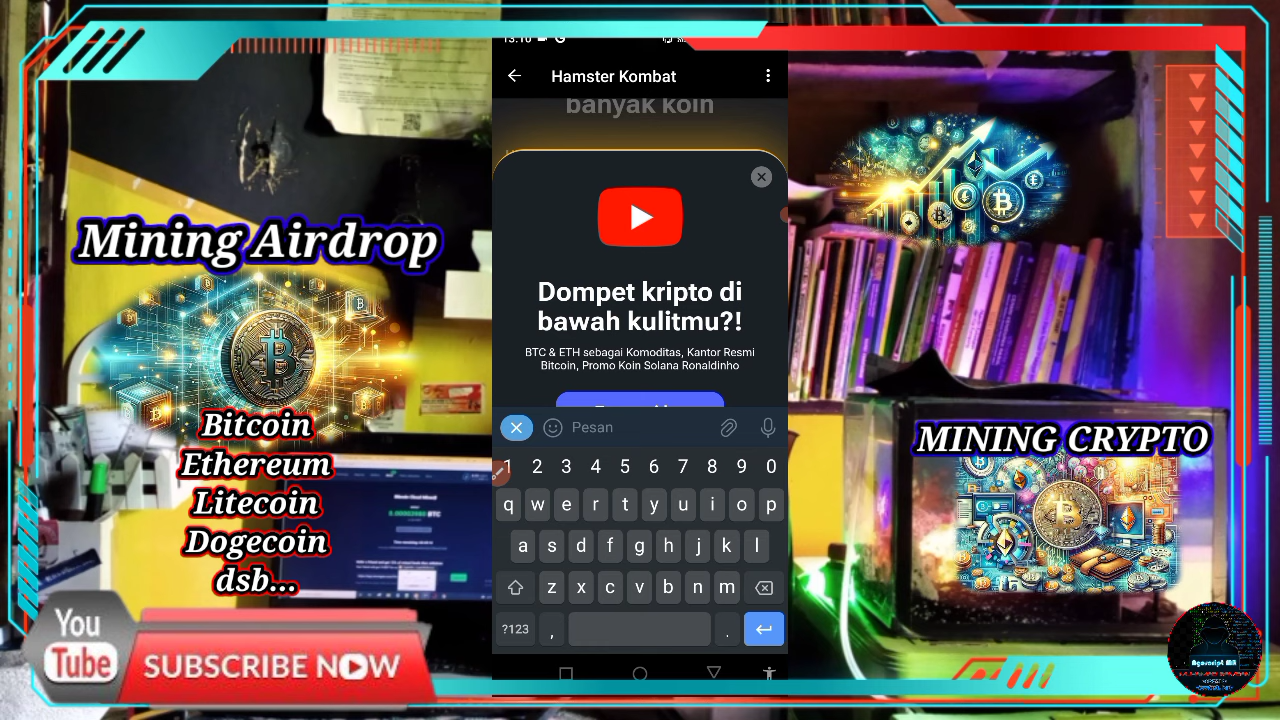 13:10
Hamster Kombat
banyak koin
Dompet kripto di
bawah kulitmu?!
BTC & ETH sebagai Komoditas, Kantor Resmi
Bitcoin, Promo Koin Solana Ronaldinho
Pesan
1 2 3 4 5 6 7 8 9 0
q w e r t y u i o p
a s d f g h j k l
z x c v b n m
?123 , .
Mining Airdrop
Bitcoin
Ethereum
Litecoin
Dogecoin
dsb...
You
Tube
SUBSCRIBE NOW
MINING CRYPTO